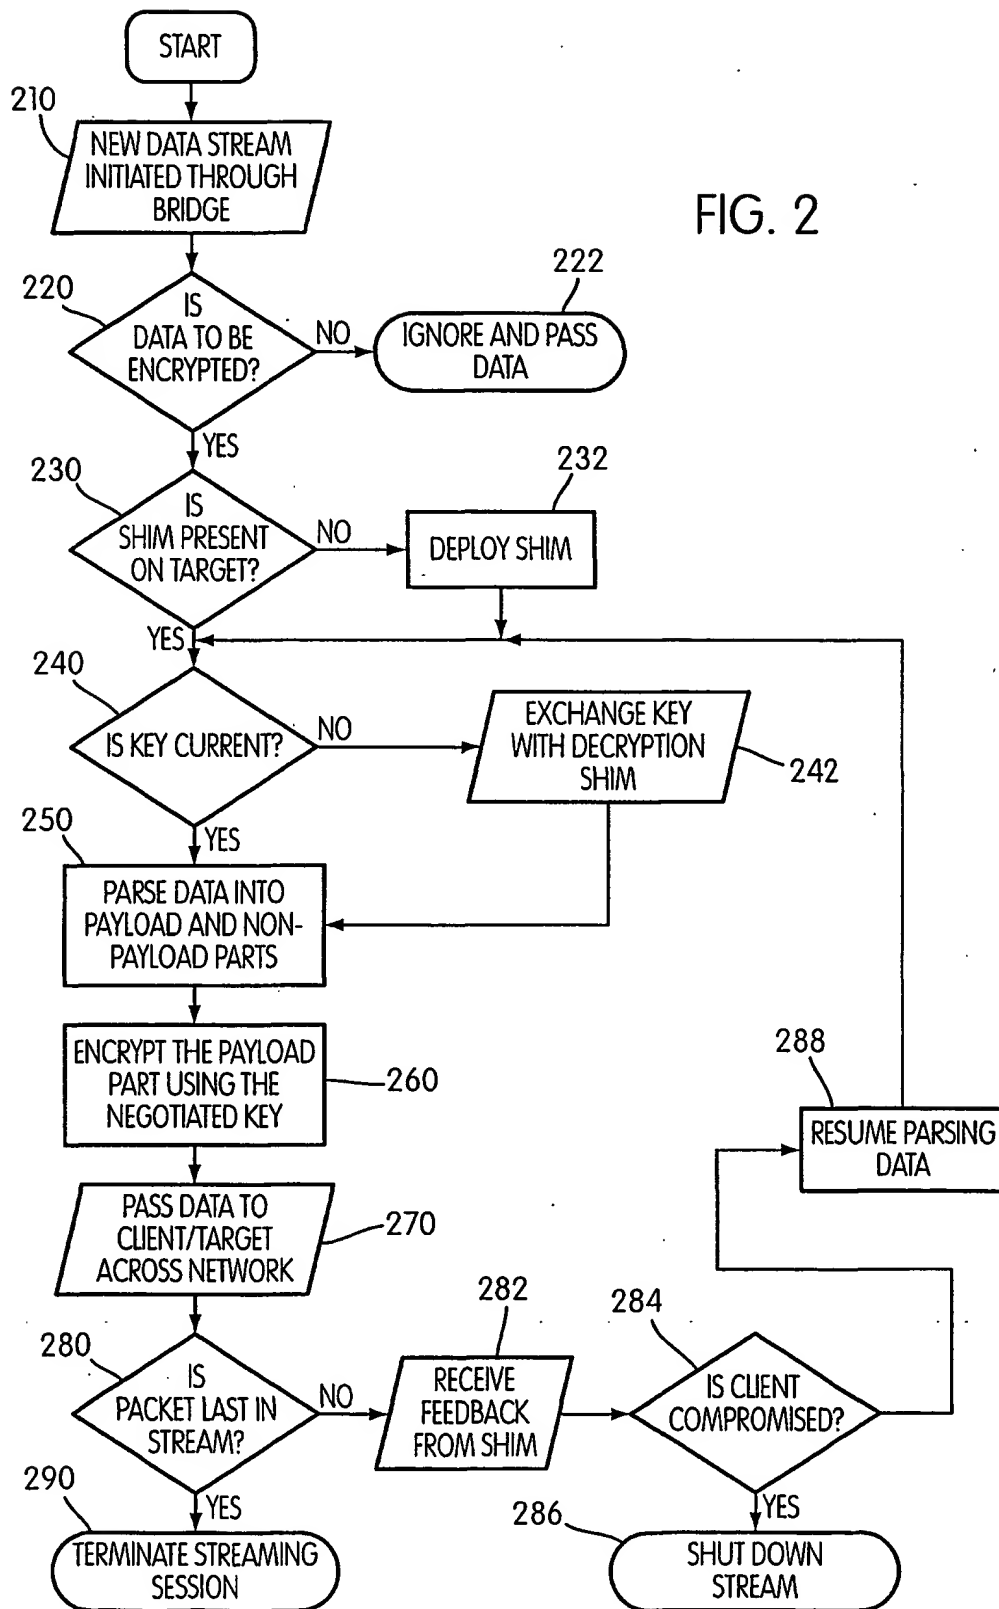 START
210
NEW DATA STREAM
INITIATED THROUGH
BRIDGE
FIG. 2
220
IS
DATA TO BE
ENCRYPTED?
NO
222
IGNORE AND PASS
DATA
YES
230
IS
SHIM PRESENT
ON TARGET?
NO
232
DEPLOY SHIM
YES
240
IS KEY CURRENT?
NO
EXCHANGE KEY
WITH DECRYPTION
SHIM
242
YES
250
PARSE DATA INTO
PAYLOAD AND NON-
PAYLOAD PARTS
ENCRYPT THE PAYLOAD
PART USING THE
NEGOTIATED KEY
260
288
RESUME PARSING
DATA
PASS DATA TO
CLIENT/TARGET
ACROSS NETWORK
270
280
IS
PACKET LAST IN
STREAM?
NO
282
RECEIVE
FEEDBACK
FROM SHIM
284
IS CLIENT
COMPROMISED?
YES
290
TERMINATE STREAMING
SESSION
YES
286
SHUT DOWN
STREAM